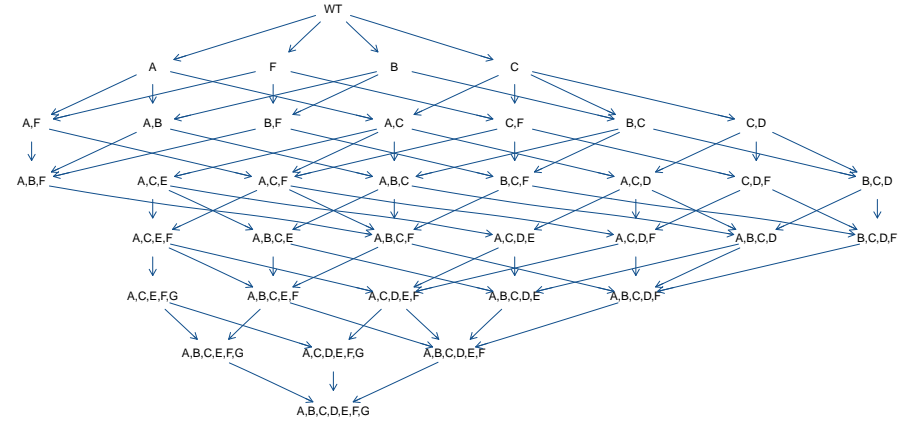 WT
A F B C
A,F A,B B,F A,C C,F B,C C,D
A,B,F A,C,E A,C,F A,B,C B,C,F A,C,D C,D,F B,C,D
A,C,E,F A,B,C,E A,B,C,F A,C,D,E A,C,D,F A,B,C,D B,C,D,F
A,C,E,F,G A,B,C,E,F A,C,D,E,F A,B,C,D,E A,B,C,D,F
A,B,C,E,F,G A,C,D,E,F,G A,B,C,D,E,F
A,B,C,D,E,F,G